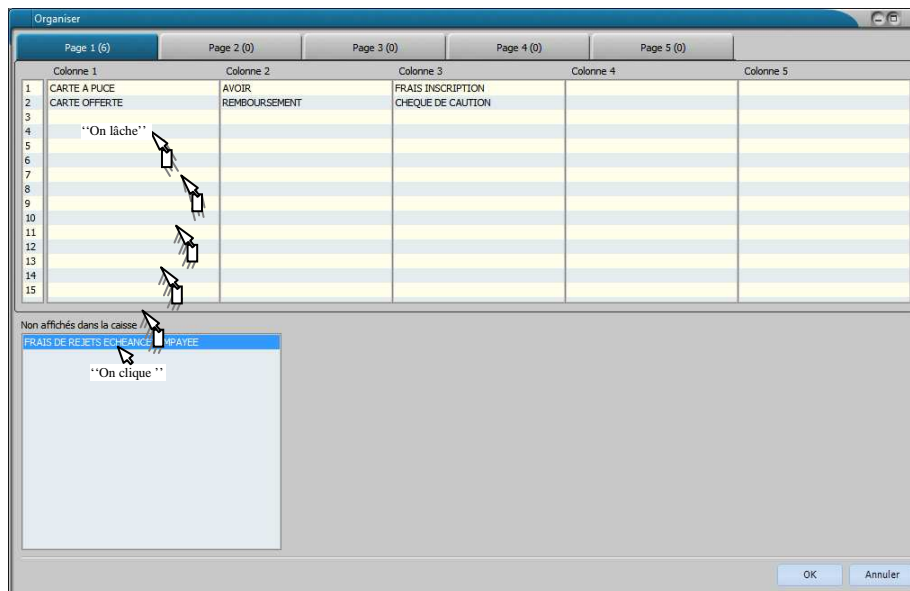 Organiser
Page 1 (6) Page 2 (0) Page 3 (0) Page 4 (0) Page 5 (0)
Colonne 1 Colonne 2 Colonne 3 Colonne 4 Colonne 5
1 CARTE A PUCE AVOIR FRAIS INSCRIPTION
2 CARTE OFFERTE REMBOURSEMENT CHEQUE DE CAUTION
3
4 ‘‘On lâche’’
5
6
7
8
9
10
11
12
13
14
15
Non affichés dans la caisse
FRAIS DE REJETS ECHEANCE MPAYEE
‘‘On clique ’’
OK Annuler